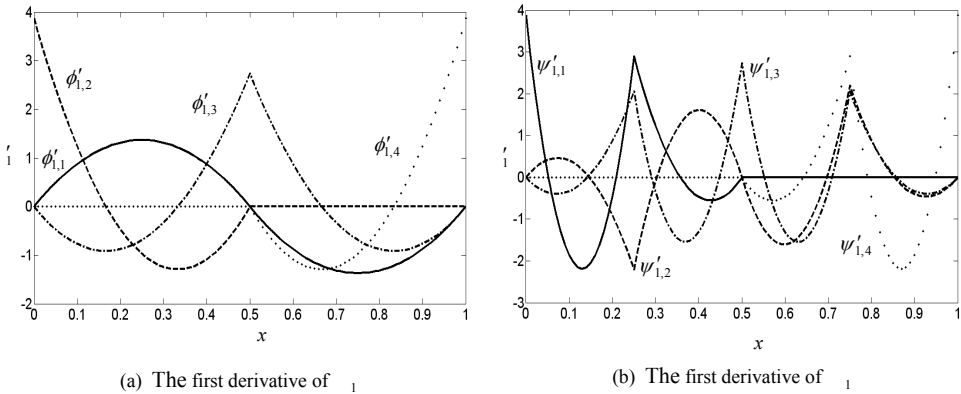 4
3
2
1
0
-1
-2
0 0.1 0.2 0.3 0.4 0.5 0.6 0.7 0.8 0.9 1
x
′
1
ϕ′1,1
ϕ′1,2
ϕ′1,3
ϕ′1,4
(a) The first derivative of 1
4
3
2
1
0
-1
-2
-3
0 0.1 0.2 0.3 0.4 0.5 0.6 0.7 0.8 0.9 1
x
′
1
ψ′1,1
ψ′1,2
ψ′1,3
ψ′1,4
(b) The first derivative of 1